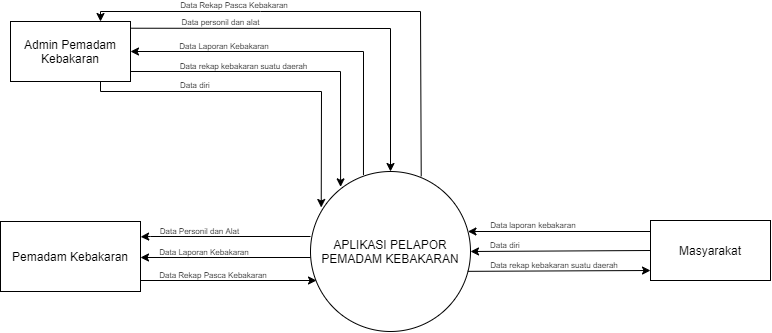 Data Rekap Pasca Kebakaran
Data personil dan alat
Admin Pemadam
Kebakaran
Data Laporan Kebakaran
Data rekap kebakaran suatu daerah
Data diri
Data Personil dan Alat
Pemadam Kebakaran
Data Laporan Kebakaran
Data Rekap Pasca Kebakaran
APLIKASI PELAPOR
PEMADAM KEBAKARAN
Data laporan kebakaran
Data diri
Masyarakat
Data rekap kebakaran suatu daerah